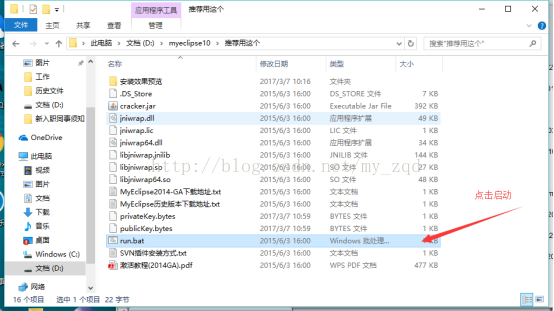 应用程序工具 推荐用这个
文件 主页 共享 查看 管理
此电脑 > 文档 (D:) > myeclipse10 > 推荐用这个 搜索"推荐用这个"
名称 修改日期 类型 大小
图片
工作
历史文件
文档 (D:)
新入职同事须知
OneDrive
此电脑
视频
图片
文档
下载
音乐
桌面
Windows (C:)
文档 (D:)
网络
安装效果预览 2017/3/7 10:16 文件夹
.DS_Store 2015/6/3 16:00 DS_STORE 文件 7 KB
cracker.jar 2015/6/3 16:00 Executable Jar File 392 KB
jniwrap.dll 2015/6/3 16:00 应用程序扩展 49 KB
jniwrap.lic 2015/6/3 16:00 LIC 文件 1 KB
jniwrap64.dll 2015/6/3 16:00 应用程序扩展 34 KB
libjniwrap.jnilib 2015/6/3 16:00 JNILIB 文件 144 KB
libjniwrap.so 2015/6/3 16:00 SO 文件 KB
libjniwrap64.so 2015/6/3 16:00 SO 文件 48 KB
MyEclipse2014-GA下载地址.txt 2015/6/3 16:00 文本文档 1 KB
MyEclipse历史版本下载地址.txt 2015/6/3 16:00 文本文档 1 KB
privateKey.bytes 2017/3/7 10:59 BYTES 文件 1 KB
publicKey.bytes 2017/3/7 10:59 BYTES 文件 1 KB
run.bat 2015/6/3 16:00 Windows 批处理... KB
SVN插件安装方式.txt 2015/6/3 16:00 文本文档 1 KB
激活教程(2014GA).pdf 2015/6/3 16:00 WPS PDF 文档 477 KB
点击启动
16 个项目 选中 1 个项目 22 字节